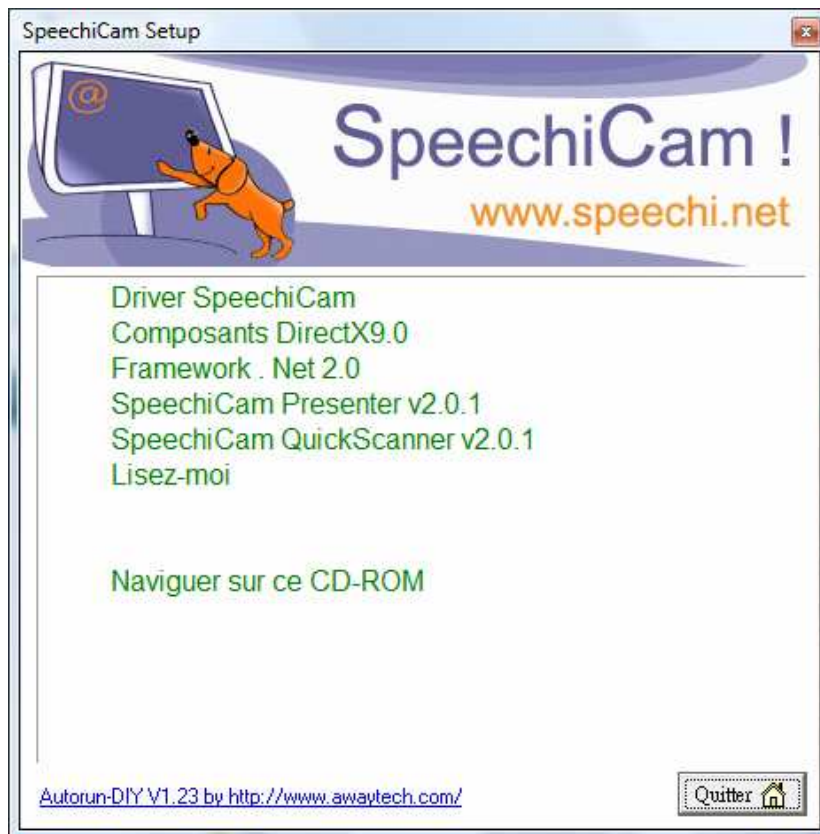 SpeechiCam Setup
@
SpeechiCam !
www.speechi.net
Driver SpeechiCam
Composants DirectX9.0
Framework . Net 2.0
SpeechiCam Presenter v2.0.1
SpeechiCam QuickScanner v2.0.1
Lisez-moi
Naviguer sur ce CD-ROM
Autorun-DIY V1.23 by http://www.awaytech.com/
Quitter